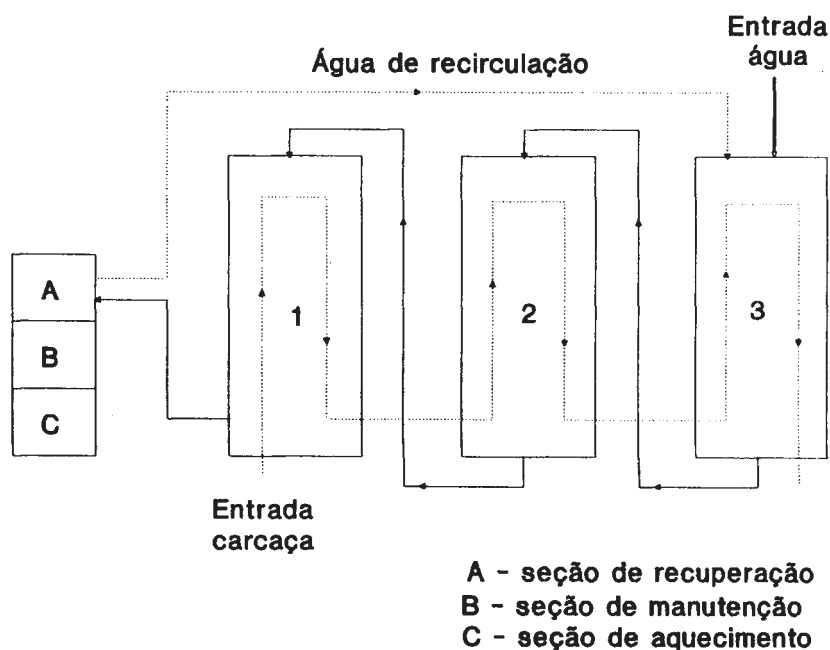 Entrada
água
Água de recirculação
A
B
C
1
2
3
Entrada
carcaça
A - seção de recuperação
B - seção de manutenção
C - seção de aquecimento